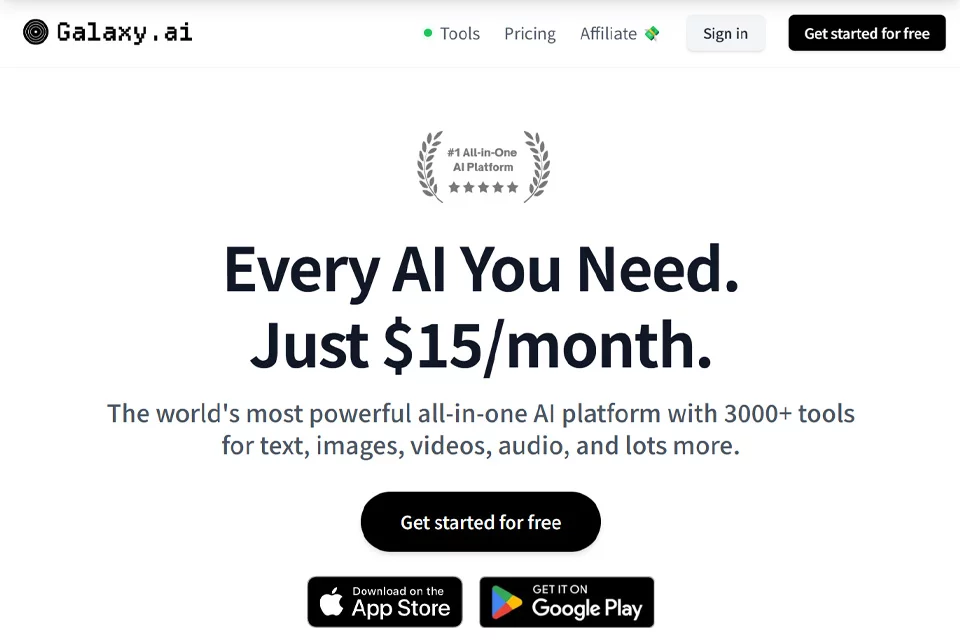 Galaxy.ai
Tools
Pricing
Affiliate
Sign in
Get started for free
#1 All-in-One
AI Platform
Every AI You Need.
Just $15/month.
The world's most powerful all-in-one AI platform with 3000+ tools
for text, images, videos, audio, and lots more.
Get started for free
Download on the
App Store
GET IT ON
Google Play